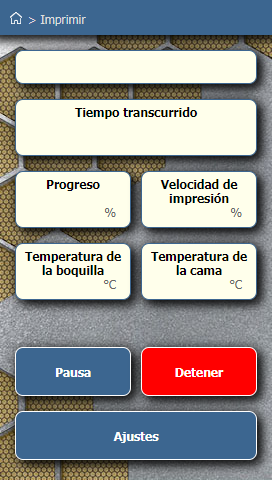 > Imprimir
Tiempo transcurrido
Progreso
%
Velocidad de
impresión
%
Temperatura de
la boquilla
°C
Temperatura de
la cama
°C
Pausa
Detener
Ajustes